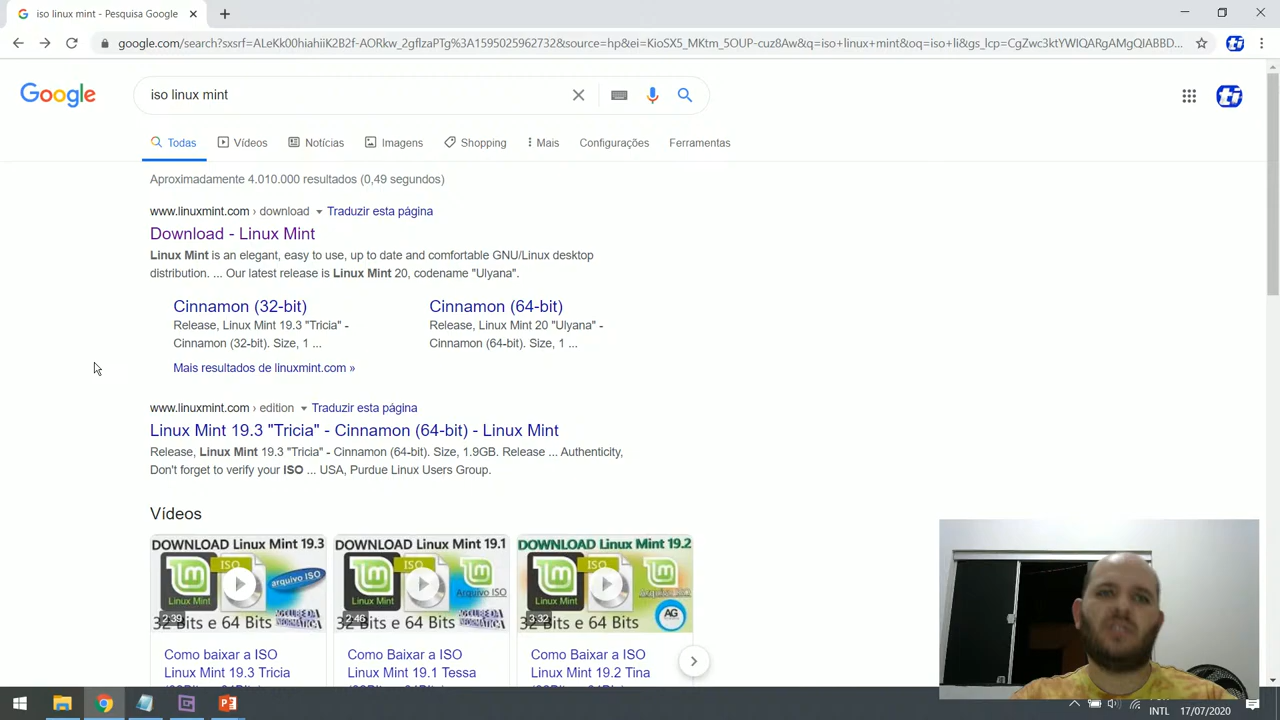 iso linux mint - Pesquisa Google
google.com/search?sxsrf=ALeKk00hiahiiK2B2f-AORkw_2gflzaPTg%3A1595025962732&source=hp&ei=KioSX5_MKtm_5OUP-cuz8Aw&q=iso+linux+mint&oq=iso+li&gs_lcp=CgZwc3ktYWIQARgAMgQIABBD...
Google
iso linux mint
Todas
Vídeos
Notícias
Imagens
Shopping
Mais
Configurações
Ferramentas
Aproximadamente 4.010.000 resultados (0,49 segundos)
www.linuxmint.com › download Traduzir esta página
Download - Linux Mint
Linux Mint is an elegant, easy to use, up to date and comfortable GNU/Linux desktop
distribution. ... Our latest release is Linux Mint 20, codename "Ulyana".
Cinnamon (32-bit)
Release, Linux Mint 19.3 "Tricia" -
Cinnamon (32-bit). Size, 1 ...
Cinnamon (64-bit)
Release, Linux Mint 20 "Ulyana" -
Cinnamon (64-bit). Size, 1 ...
Mais resultados de linuxmint.com »
www.linuxmint.com › edition Traduzir esta página
Linux Mint 19.3 "Tricia" - Cinnamon (64-bit) - Linux Mint
Release, Linux Mint 19.3 "Tricia" - Cinnamon (64-bit). Size, 1.9GB. Release ... Authenticity,
Don't forget to verify your ISO ... USA, Purdue Linux Users Group.
Vídeos
DOWNLOAD Linux Mint 19.3
ISO
Linux Mint
arquivo ISO
2:39
32 Bits e 64 Bits
Como baixar a ISO
Linux Mint 19.3 Tricia
DOWNLOAD Linux Mint 19.1
ISO
Linux Mint
Arquivo ISO
2:46
32 Bits e 64 Bits
Como Baixar a ISO
Linux Mint 19.1 Tessa
DOWNLOAD Linux Mint 19.2
ISO
Linux Mint
AG
3:32
32 Bits e 64 Bits
Como Baixar a ISO
Linux Mint 19.2 Tina
INTL
17/07/2020